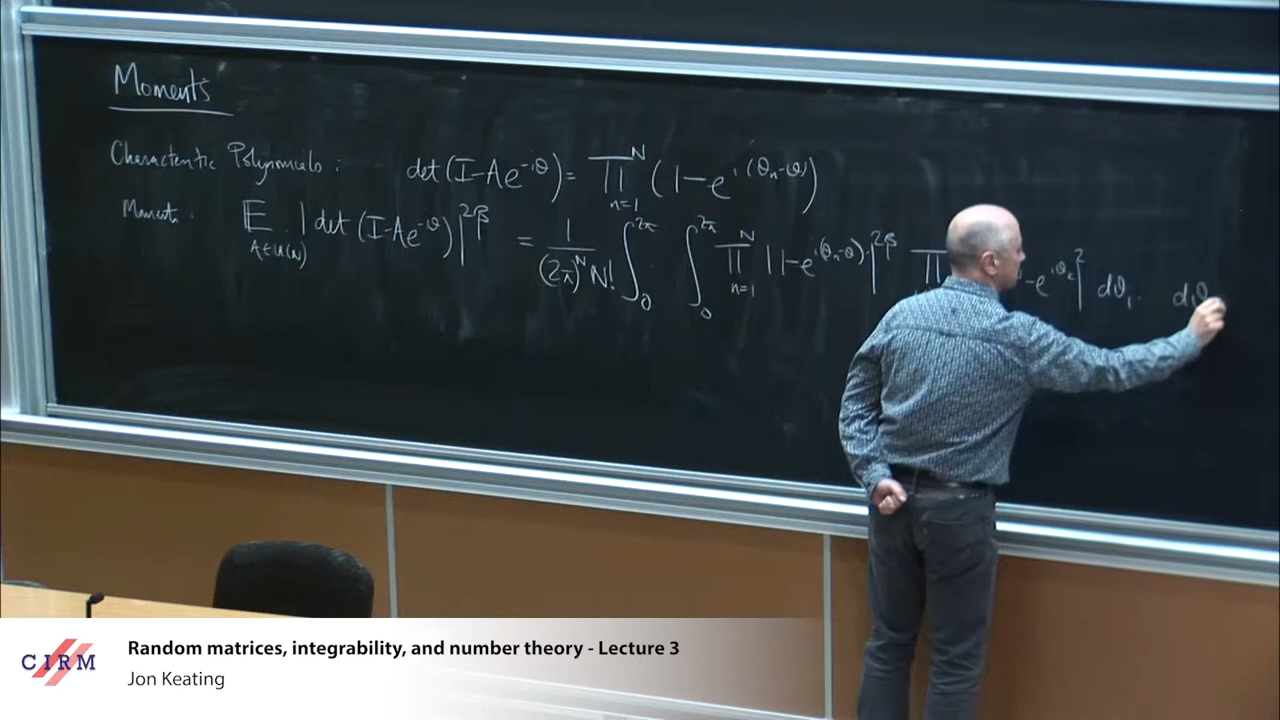 Moments
Characteristic Polynomials : det(I-Ae^{-iθ}) = ∏_{n=1}^{N} (1-e^{i(θ_n-θ)})
Moments : E_{A∈U(N)} |det(I-Ae^{-iθ})|^{2β} = 1/((2π)^N N!) ∫_0^{2π} ∫_0^{2π} ∏_{n=1}^{N} |1-e^{i(θ_n-θ)}|^{2β} ∏ -e^{iθ_k}|^2 dθ_1 dθ
CIRM
Random matrices, integrability, and number theory - Lecture 3
Jon Keating